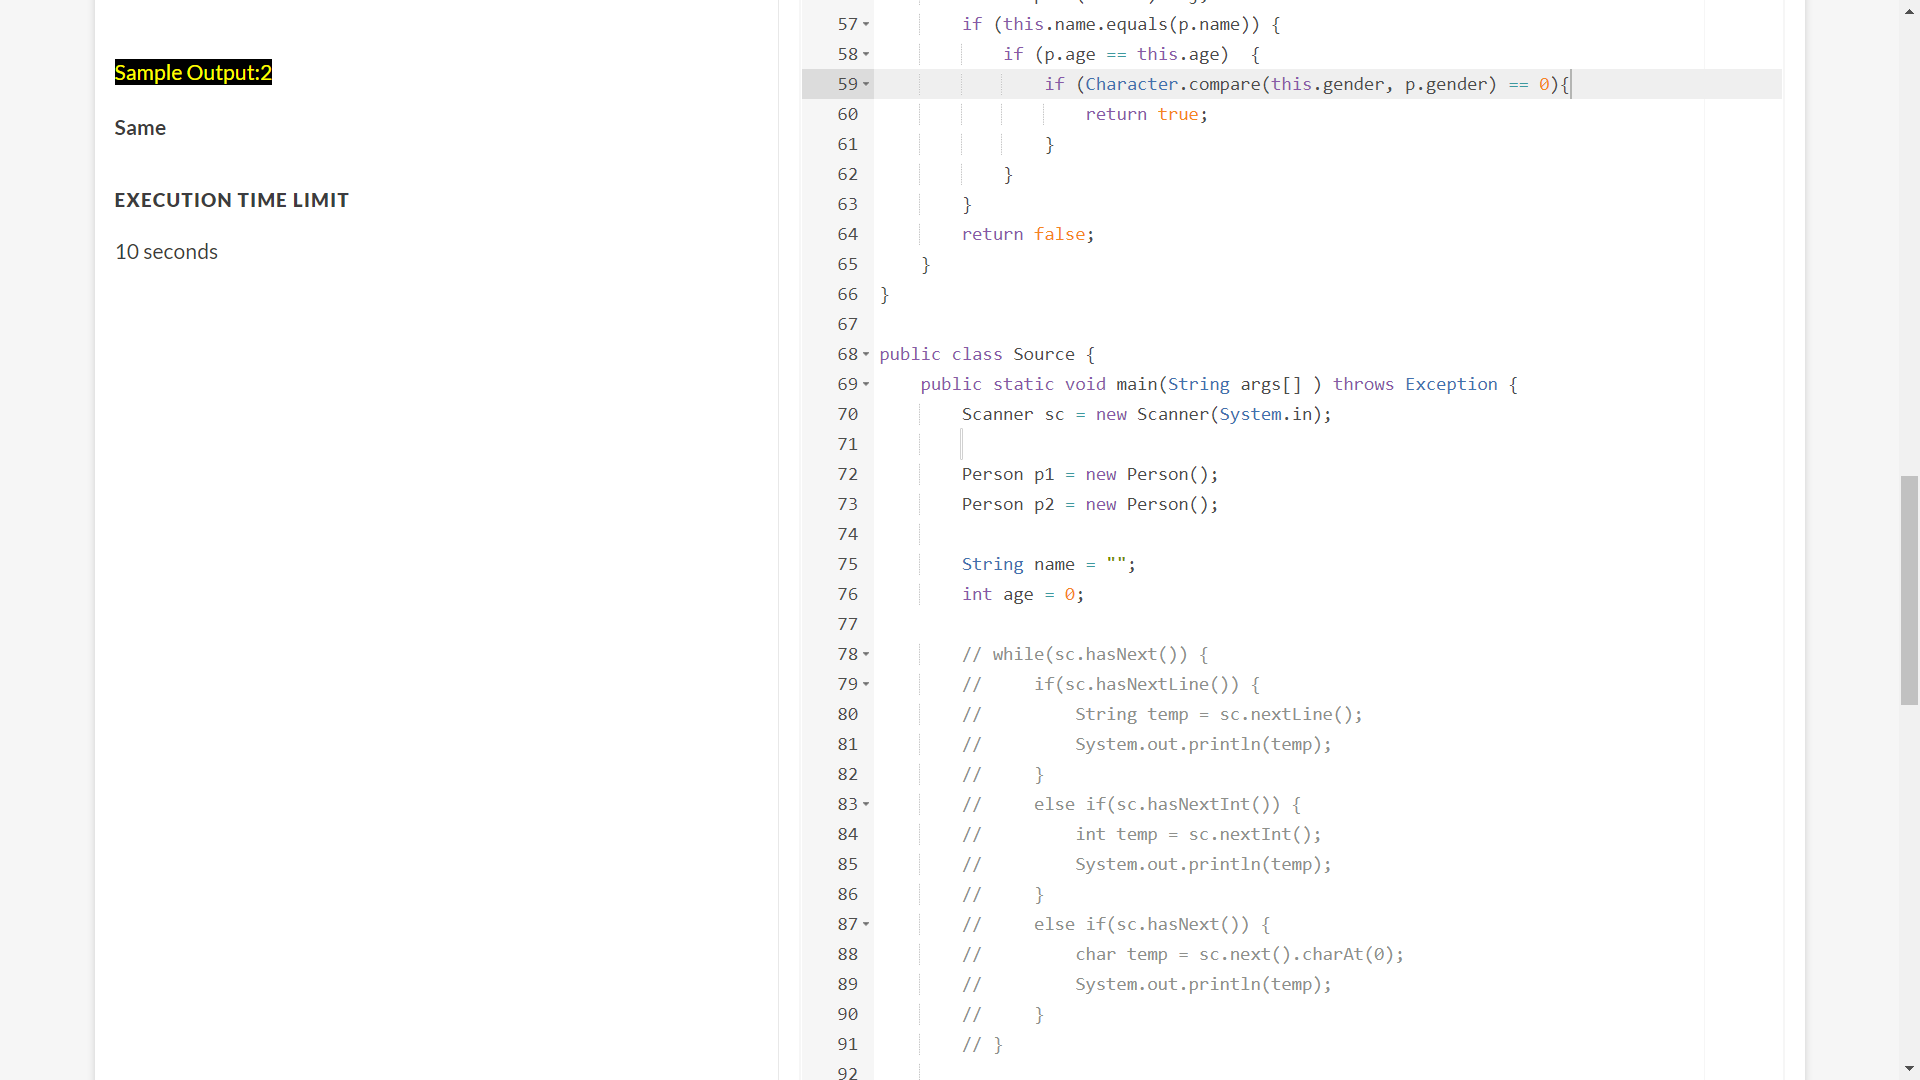 Sample Output:2
Same
EXECUTION TIME LIMIT
10 seconds
57 if (this.name.equals(p.name)) {
58 if (p.age == this.age)  {
59 if (Character.compare(this.gender, p.gender) == 0){
60 return true;
61 }
62 }
63 }
64 return false;
65 }
66 }
67
68 public class Source {
69 public static void main(String args[] ) throws Exception {
70 Scanner sc = new Scanner(System.in);
71
72 Person p1 = new Person();
73 Person p2 = new Person();
74
75 String name = "";
76 int age = 0;
77
78 // while(sc.hasNext()) {
79 //     if(sc.hasNextLine()) {
80 //         String temp = sc.nextLine();
81 //         System.out.println(temp);
82 //     }
83 //     else if(sc.hasNextInt()) {
84 //         int temp = sc.nextInt();
85 //         System.out.println(temp);
86 //     }
87 //     else if(sc.hasNext()) {
88 //         char temp = sc.next().charAt(0);
89 //         System.out.println(temp);
90 //     }
91 // }
92